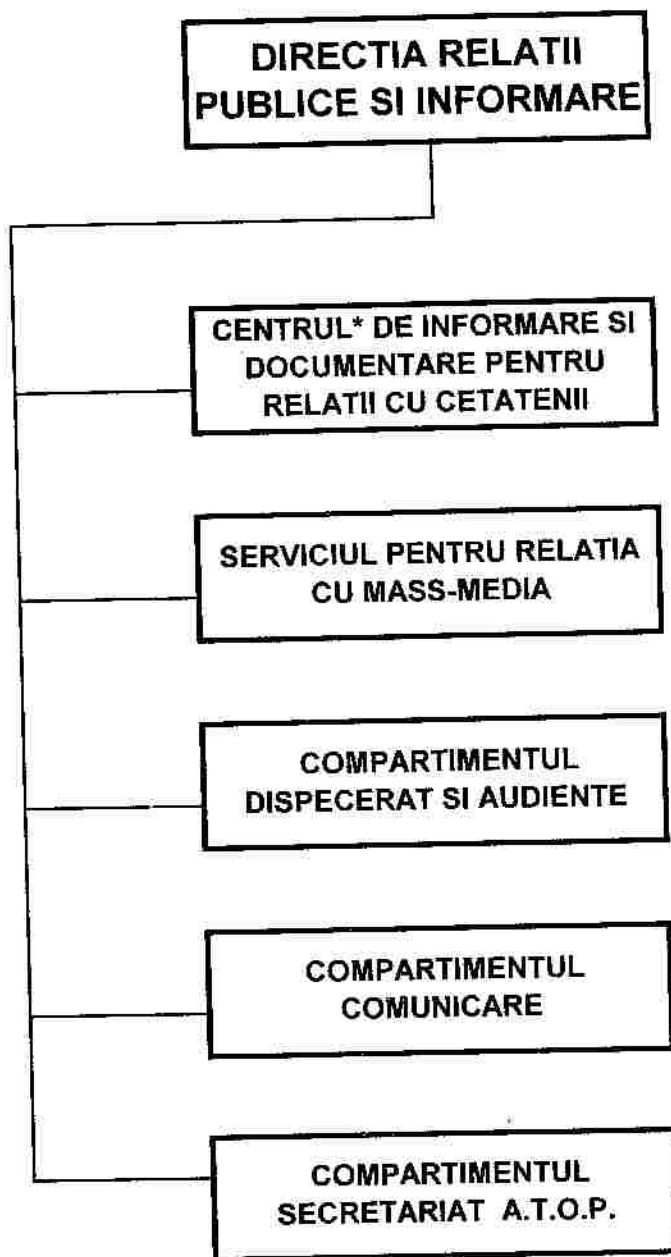 DIRECTIA RELATII
PUBLICE SI INFORMARE
CENTRUL* DE INFORMARE SI
DOCUMENTARE PENTRU
RELATII CU CETATENII
SERVICIUL PENTRU RELATIA
CU MASS-MEDIA
COMPARTIMENTUL
DISPECERAT SI AUDIENTE
COMPARTIMENTUL
COMUNICARE
COMPARTIMENTUL
SECRETARIAT A.T.O.P.